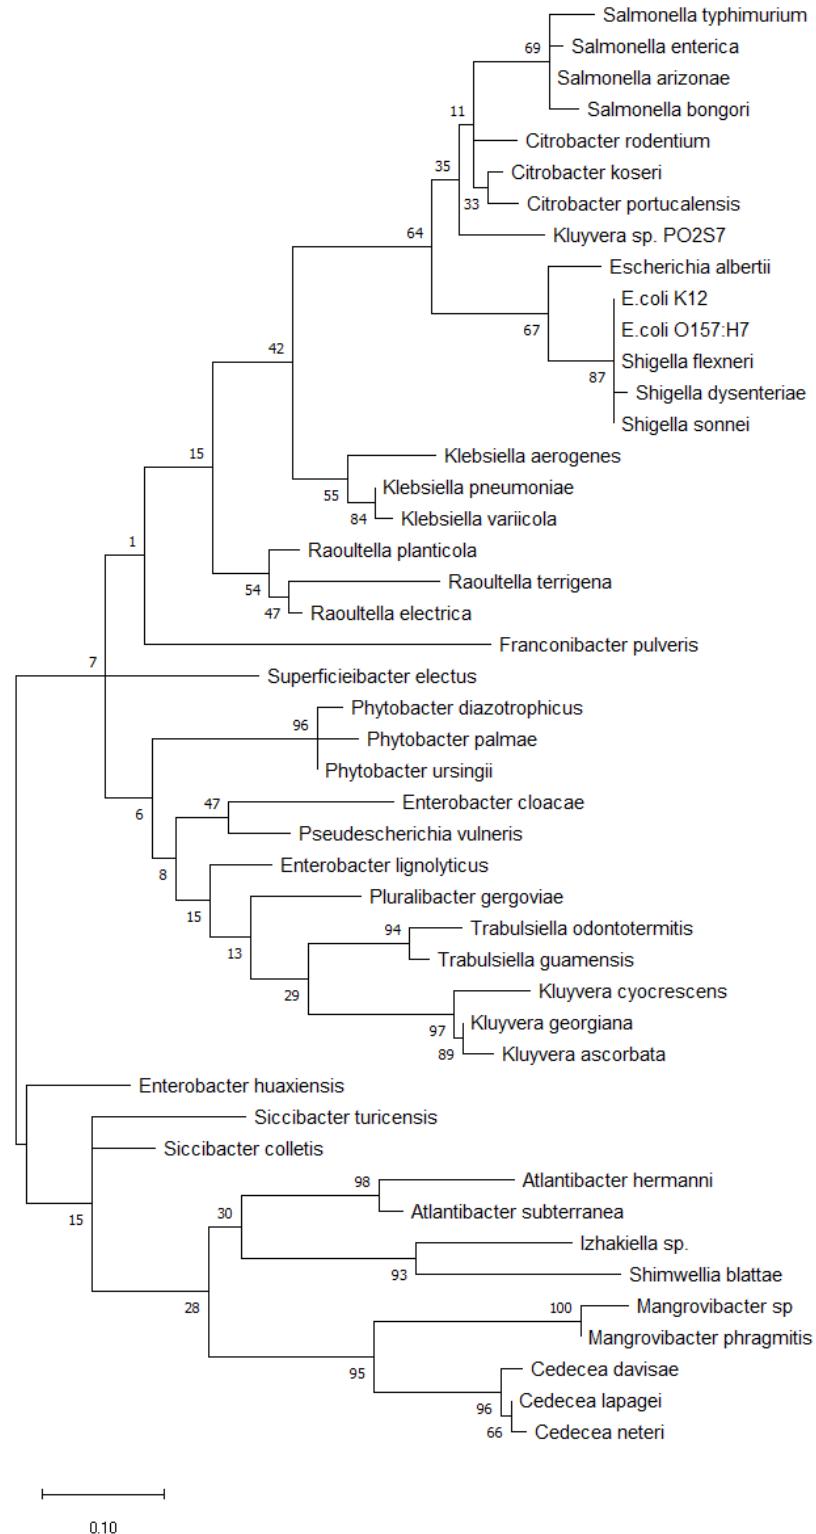 Salmonella typhimurium
69
Salmonella enterica
Salmonella arizonae
Salmonella bongori
11
Citrobacter rodentium
35
Citrobacter koseri
33
Citrobacter portucalensis
64
Kluyvera sp. PO2S7
Escherichia albertii
E.coli K12
67
E.coli O157:H7
42
Shigella flexneri
87
Shigella dysenteriae
Shigella sonnei
15
Klebsiella aerogenes
55
Klebsiella pneumoniae
84
Klebsiella variicola
1
Raoultella planticola
54
Raoultella terrigena
47
Raoultella electrica
Franconibacter pulveris
7
Superficieibacter electus
Phytobacter diazotrophicus
96
Phytobacter palmae
Phytobacter ursingii
6
47
Enterobacter cloacae
Pseudescherichia vulneris
8
Enterobacter lignolyticus
15
Pluralibacter gergoviae
94
Trabulsiella odontotermitis
13
Trabulsiella guamensis
29
Kluyvera cyocrescens
97
Kluyvera georgiana
89
Kluyvera ascorbata
Enterobacter huaxiensis
Siccibacter turicensis
Siccibacter colletis
15
98
Atlantibacter hermanni
30
Atlantibacter subterranea
Izhakiella sp.
93
Shimwellia blattae
28
100
Mangrovibacter sp
Mangrovibacter phragmitis
95
Cedecea davisae
96
Cedecea lapagei
66
Cedecea neteri
0.10